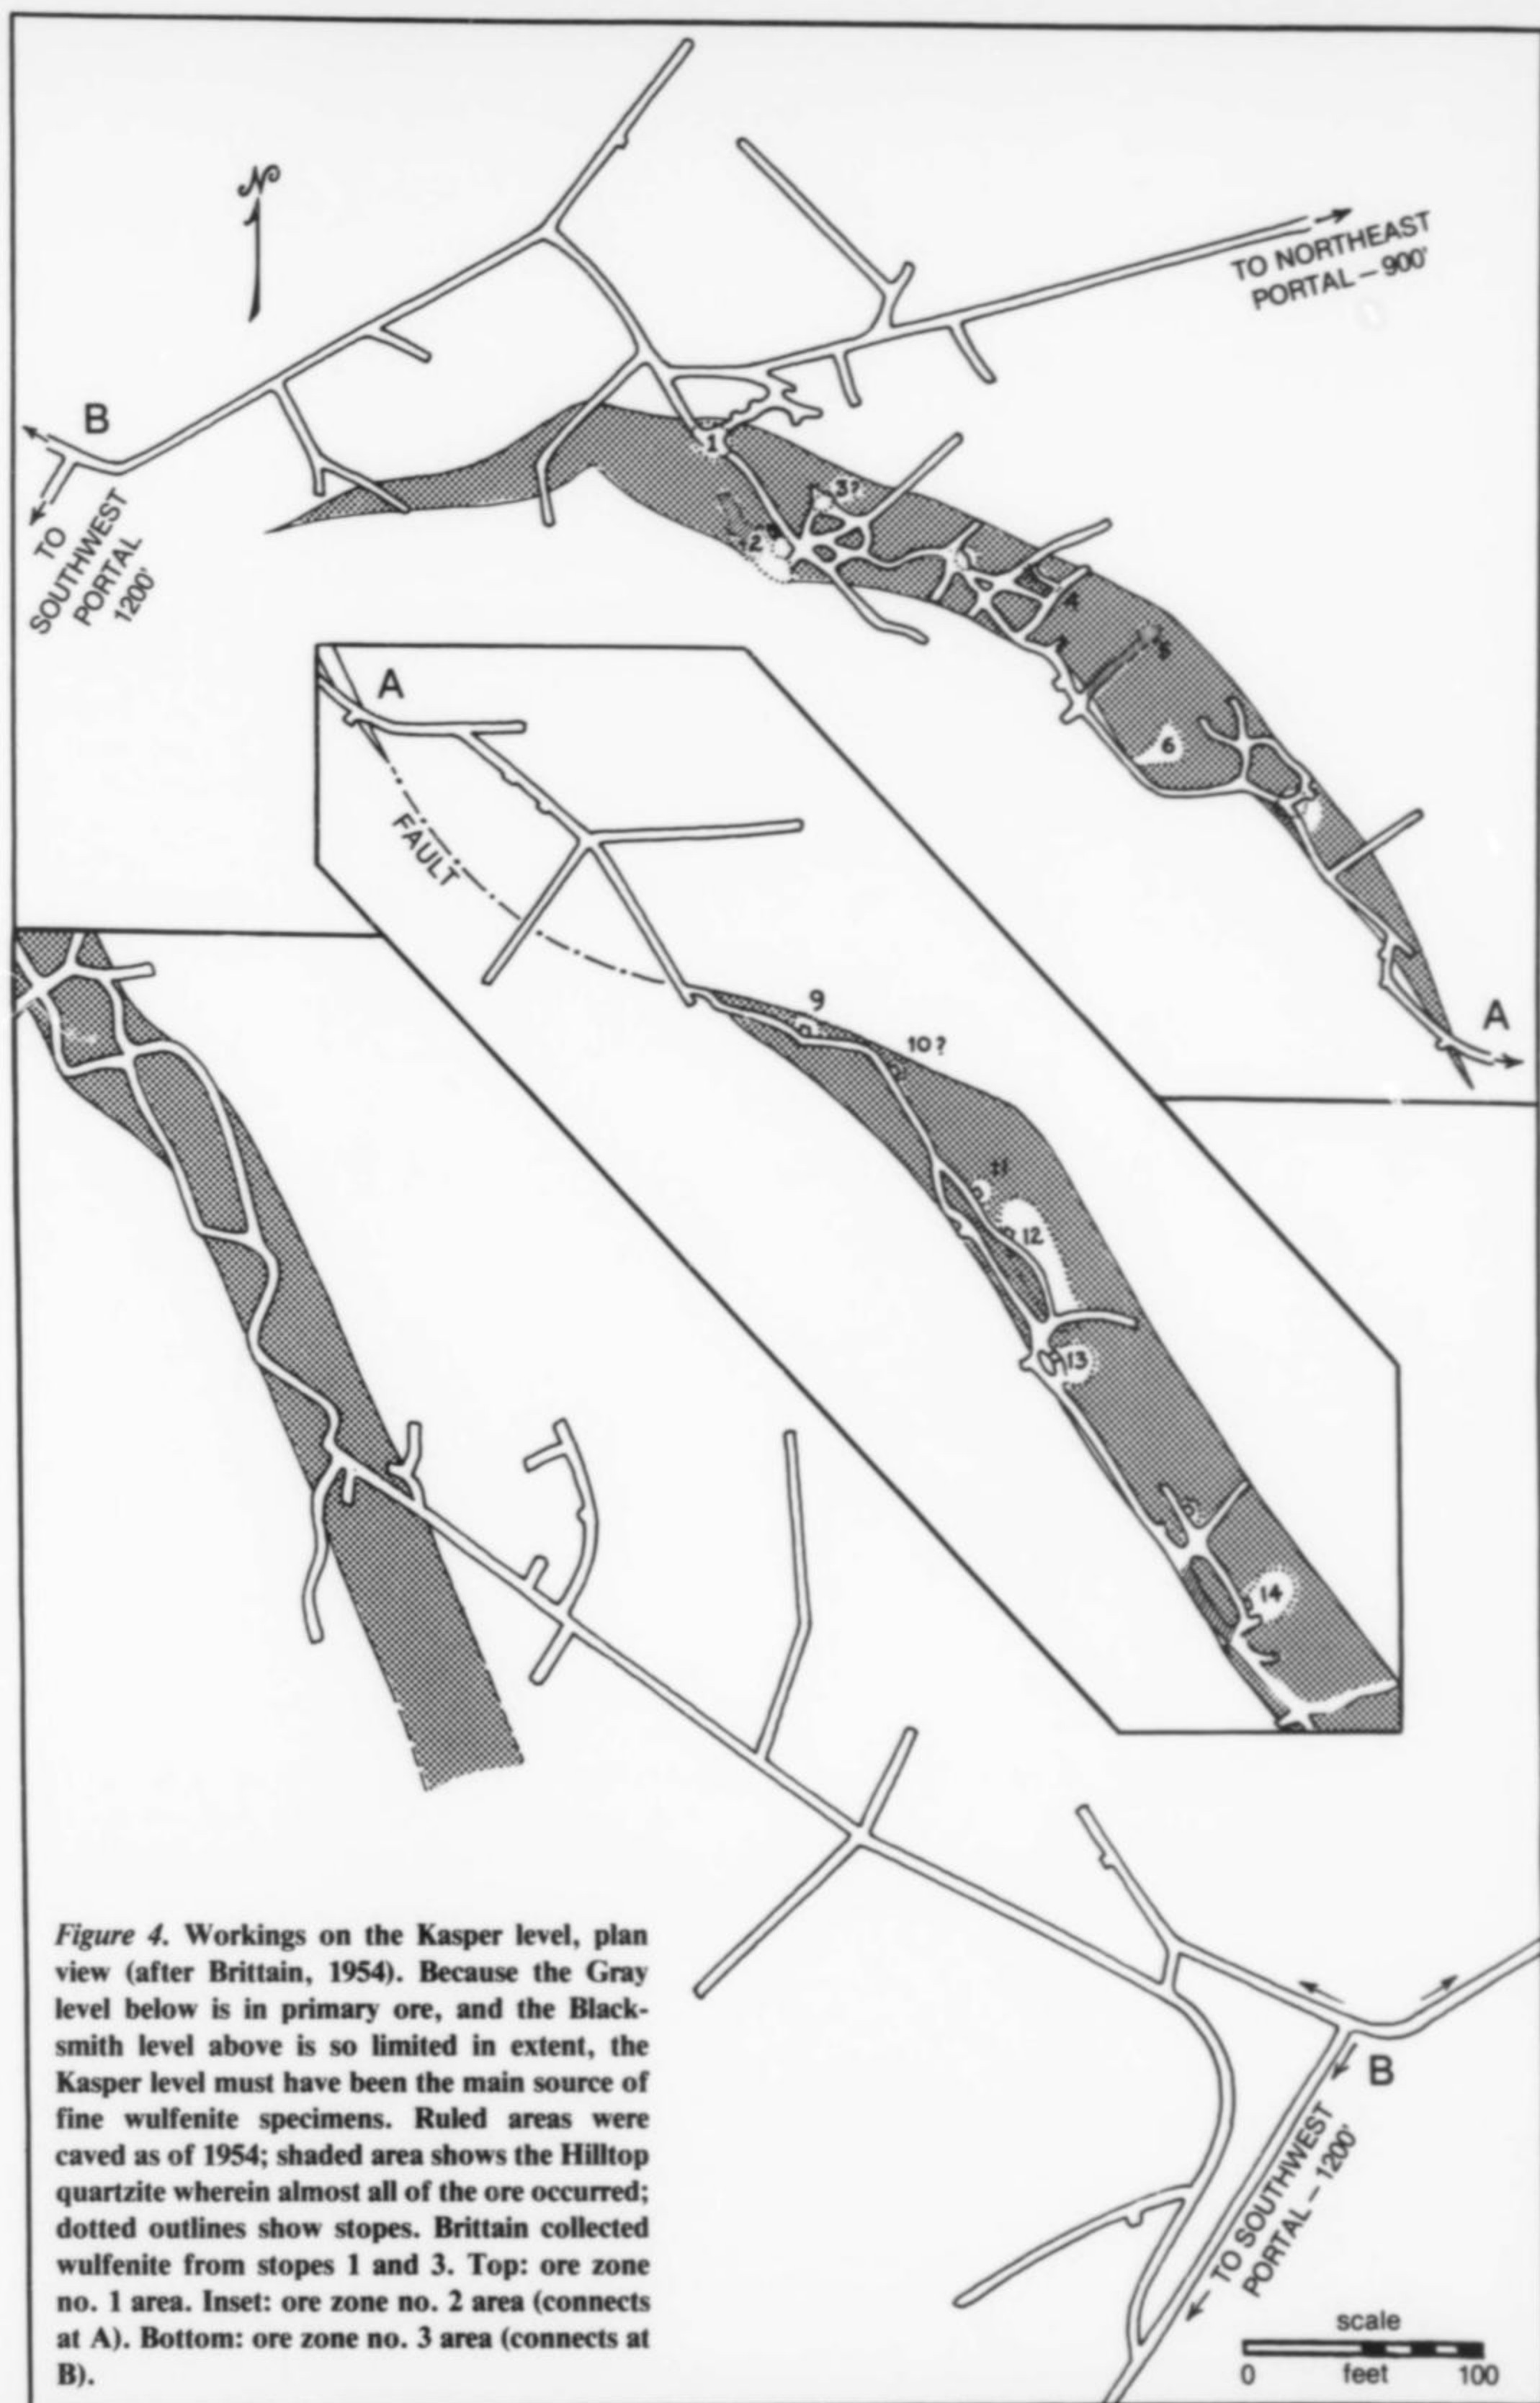 N
TO NORTHEAST
PORTAL – 900'
B
TO
SOUTHWEST
PORTAL
1200'
1
2
3?
4
5
6
A
A
FAULT
9
10?
11
12
13
14
B
TO SOUTHWEST
PORTAL – 1200'
Figure 4. Workings on the Kasper level, plan
view (after Brittain, 1954). Because the Gray
level below is in primary ore, and the Black-
smith level above is so limited in extent, the
Kasper level must have been the main source of
fine wulfenite specimens. Ruled areas were
caved as of 1954; shaded area shows the Hilltop
quartzite wherein almost all of the ore occurred;
dotted outlines show stopes. Brittain collected
wulfenite from stopes 1 and 3. Top: ore zone
no. 1 area. Inset: ore zone no. 2 area (connects
at A). Bottom: ore zone no. 3 area (connects at
B).
scale
0 feet 100